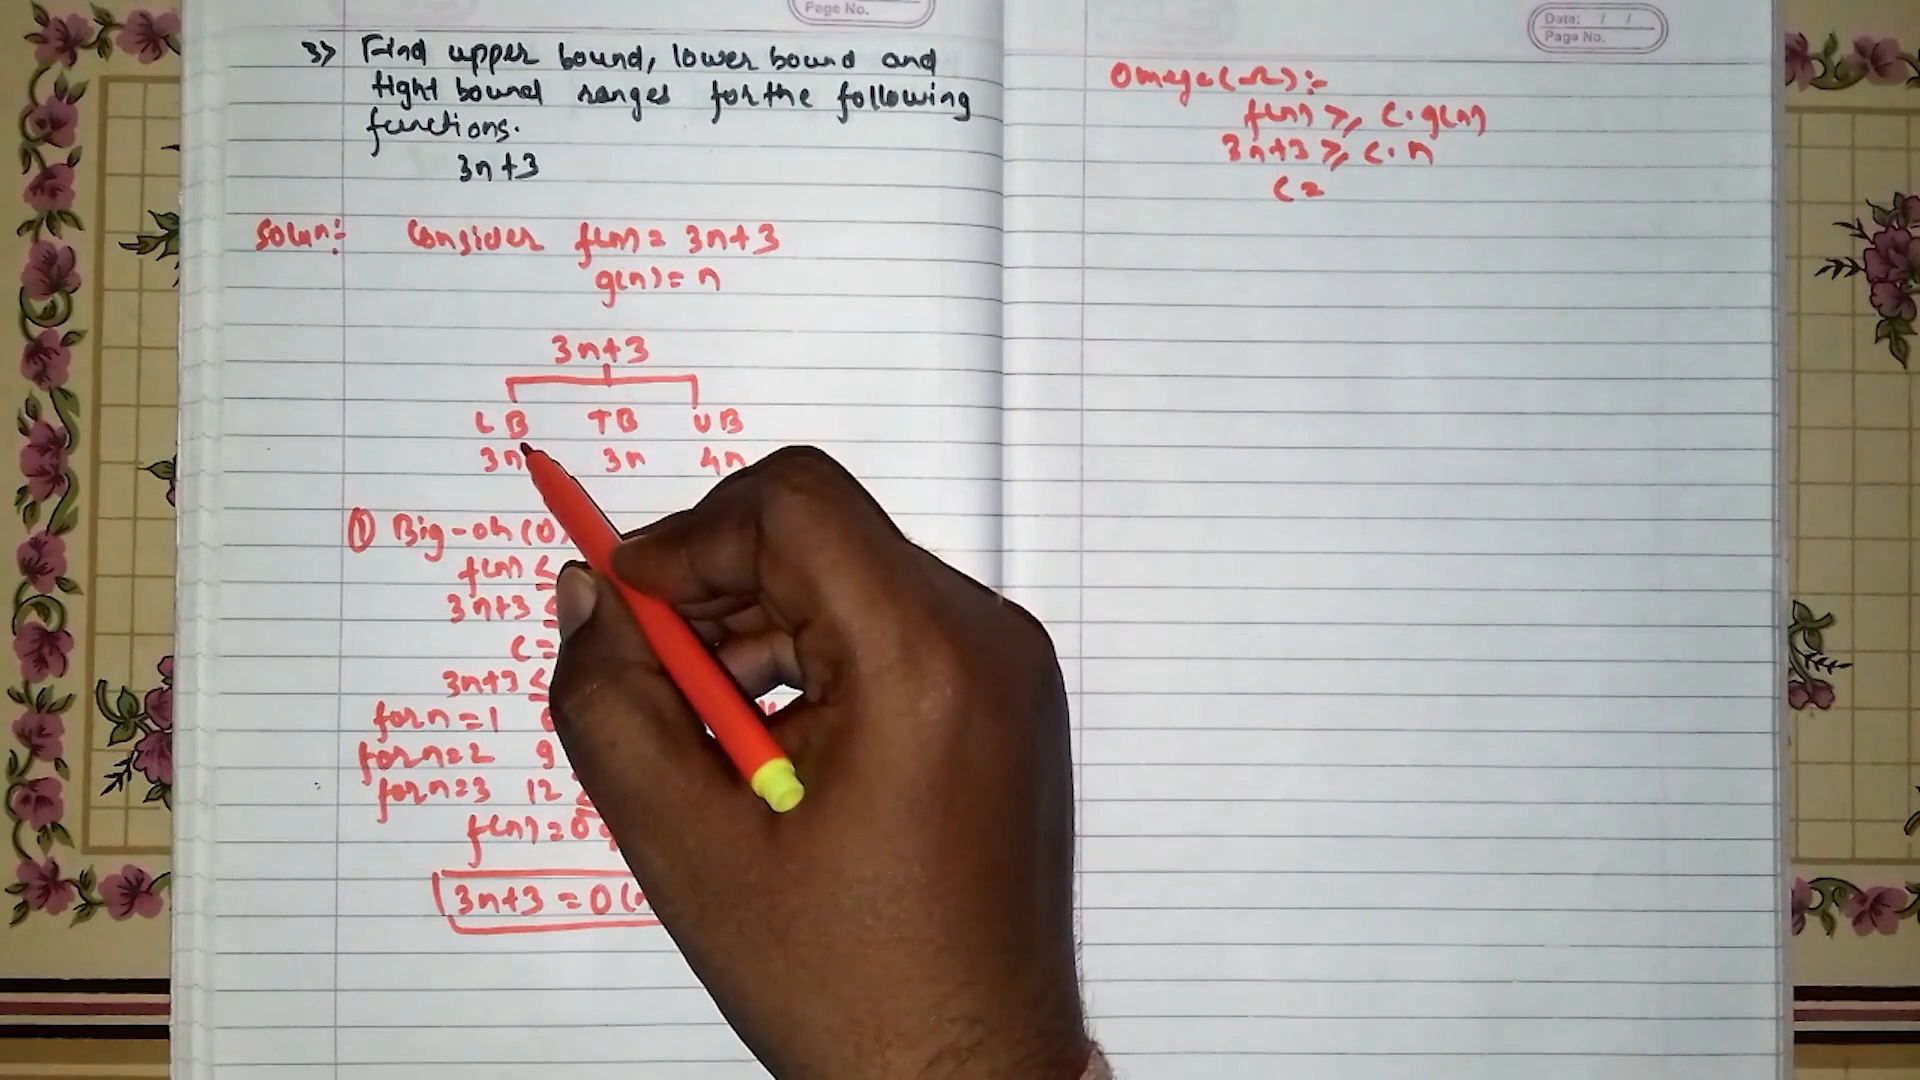 Page No.
3) Find upper bound, lower bound and
tight bound ranges for the following
functions.
3n+3
Soln:
Consider f(n) = 3n+3
g(n) = n
3n+3
LB TB UB
3n 3n 4n
① Big-oh (O)
f(n) ≤
3n+3 ≤
C =
3n+3 ≤
for n=1 6
for n=2 9
for n=3 12 ≤
f(n) = O
3n+3 = O(n
Date: / /
Page No.
Omega(Ω):-
f(n) ≥ C·g(n)
3n+3 ≥ C·n
C =